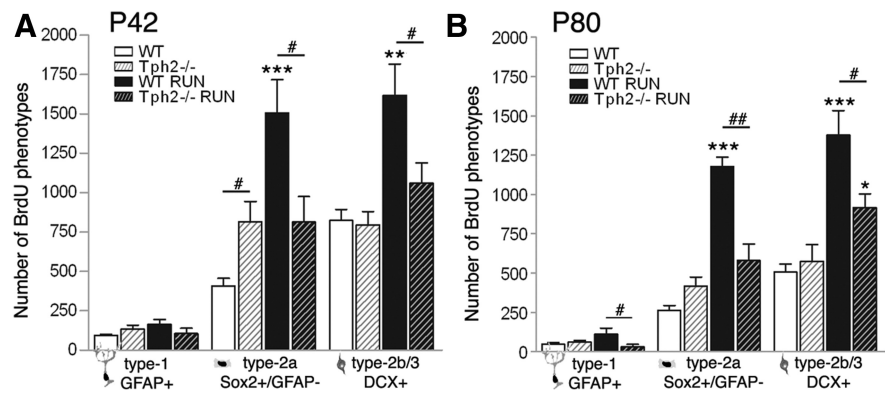 A
P42
Number of BrdU phenotypes
2000
1750
1500
1250
1000
750
500
250
0
WT
Tph2-/-
WT RUN
Tph2-/- RUN
#
***
#
**
#
type-1
GFAP+
type-2a
Sox2+/GFAP-
type-2b/3
DCX+
B
P80
Number of BrdU phenotypes
2000
1750
1500
1250
1000
750
500
250
0
WT
Tph2-/-
WT RUN
Tph2-/- RUN
#
##
***
#
***
*
type-1
GFAP+
type-2a
Sox2+/GFAP-
type-2b/3
DCX+